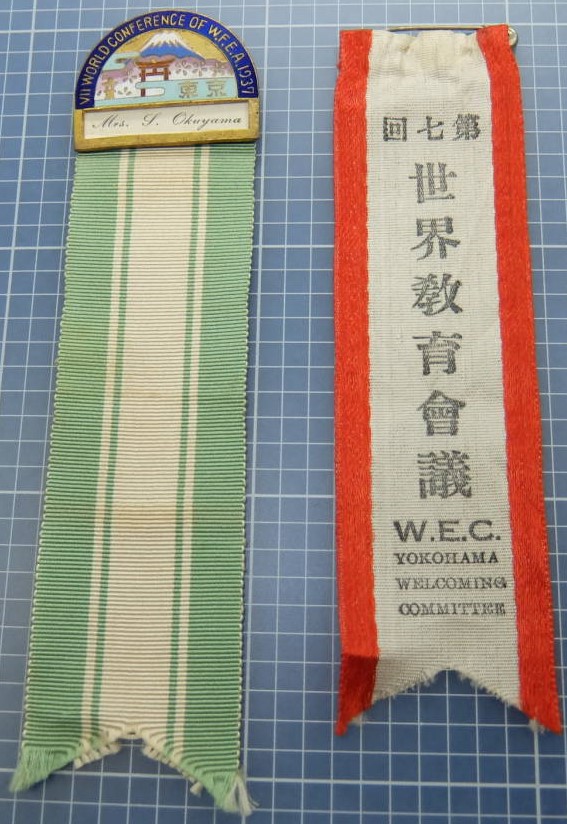 VII WORLD CONFERENCE OF W.F.E.A. 1937
東京
Mrs. S. Okuyama
回七第
世界教育會議
W.E.C.
YOKOHAMA
WELCOMING
COMMITTEE